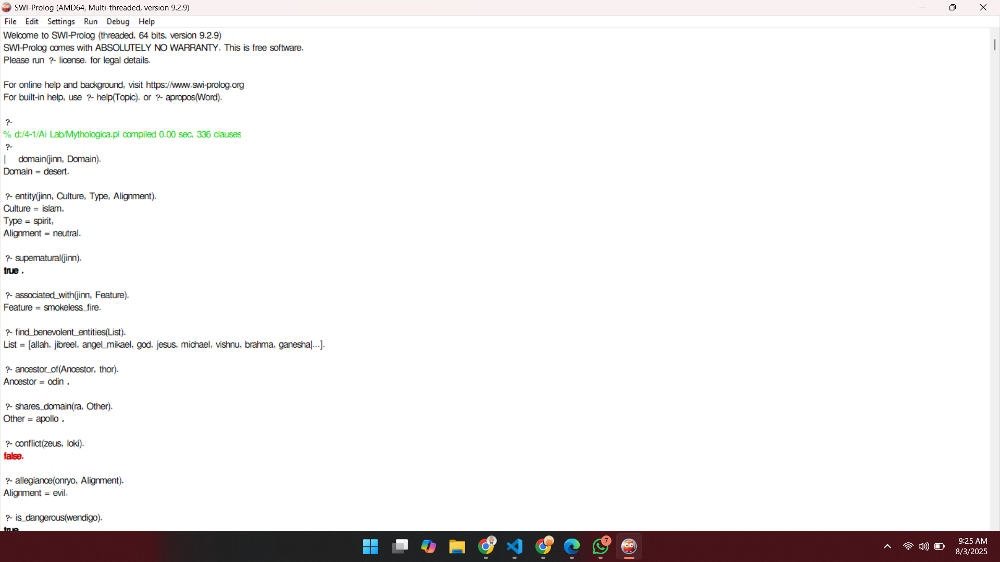 SWI-Prolog (AMD64, Multi-threaded, version 9.2.9)
File Edit Settings Run Debug Help
Welcome to SWI-Prolog (threaded, 64 bits, version 9.2.9)
SWI-Prolog comes with ABSOLUTELY NO WARRANTY. This is free software.
Please run ?- license. for legal details.
For online help and background, visit https://www.swi-prolog.org
For built-in help, use ?- help(Topic). or ?- apropos(Word).
?-
% d:/4-1/Ai Lab/Mythologica.pl compiled 0.00 sec, 336 clauses
?-
| domain(jinn, Domain).
Domain = desert.
?- entity(jinn, Culture, Type, Alignment).
Culture = islam,
Type = spirit,
Alignment = neutral.
?- supernatural(jinn).
true .
?- associated_with(jinn, Feature).
Feature = smokeless_fire.
?- find_benevolent_entities(List).
List = [allah, jibreel, angel_mikael, god, jesus, michael, vishnu, brahma, ganesha|...].
?- ancestor_of(Ancestor, thor).
Ancestor = odin .
?- shares_domain(ra, Other).
Other = apollo .
?- conflict(zeus, loki).
false.
?- allegiance(onryo, Alignment).
Alignment = evil.
?- is_dangerous(wendigo).
true
7
9:25 AM
8/3/2025